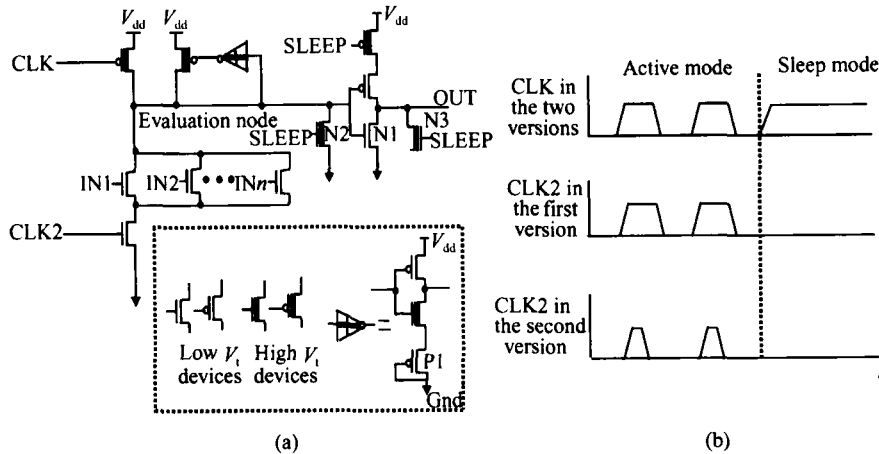 V_dd V_dd V_dd
SLEEP
CLK
OUT
Evaluation node
N3
SLEEP N2 N1 SLEEP
IN1 IN2 ••• INn
CLK2
V_dd
Low V_t High V_t
devices devices
=
P1
Gnd
(a)
Active mode Sleep mode
CLK in
the two
versions
CLK2 in
the first
version
CLK2 in
the second
version
(b)